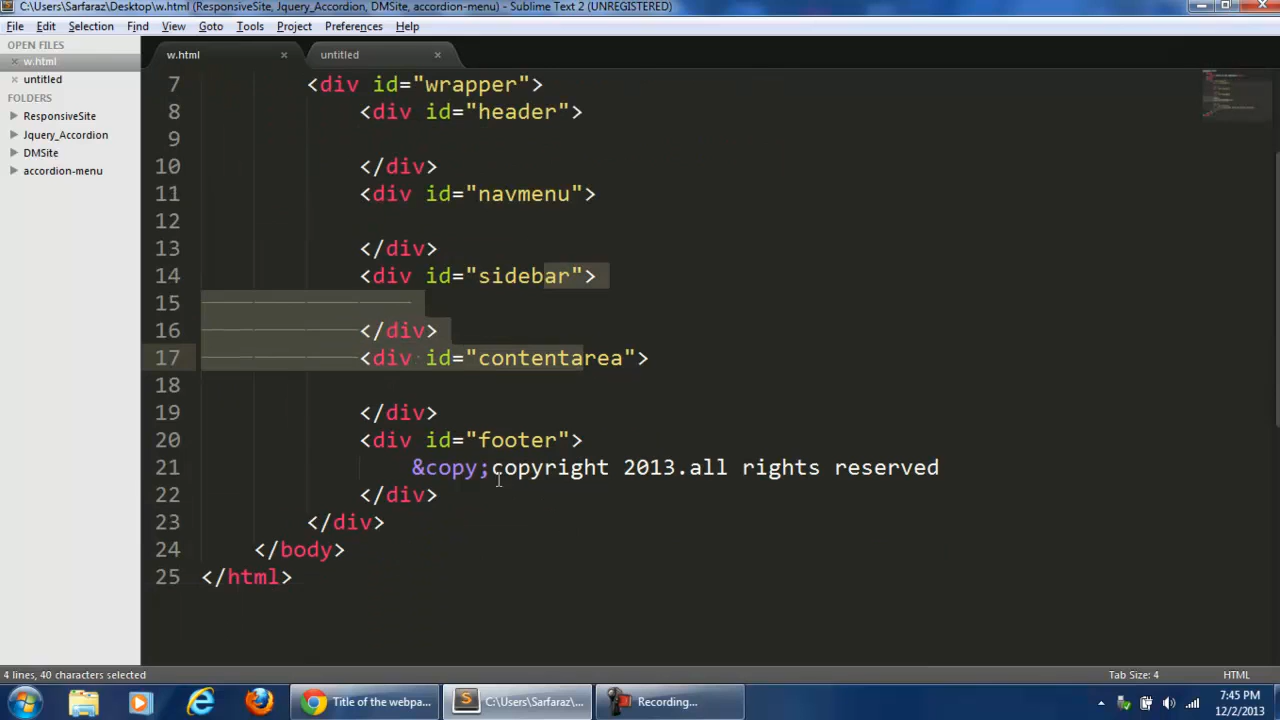 C:\Users\Sarfaraz\Desktop\w.html (ResponsiveSite, Jquery_Accordion, DMSite, accordion-menu) - Sublime Text 2 (UNREGISTERED)
File Edit Selection Find View Goto Tools Project Preferences Help
OPEN FILES
w.html
untitled
FOLDERS
ResponsiveSite
Jquery_Accordion
DMSite
accordion-menu
w.html untitled
7 <div id="wrapper">
8 <div id="header">
9
10 </div>
11 <div id="navmenu">
12
13 </div>
14 <div id="sidebar">
15
16 </div>
17 <div id="contentarea">
18
19 </div>
20 <div id="footer">
21 &copy;copyright 2013.all rights reserved
22 </div>
23 </div>
24 </body>
25 </html>
4 lines, 40 characters selected Tab Size: 4 HTML
Title of the webpa... C:\Users\Sarfaraz\... Recording... 7:45 PM
12/2/2013